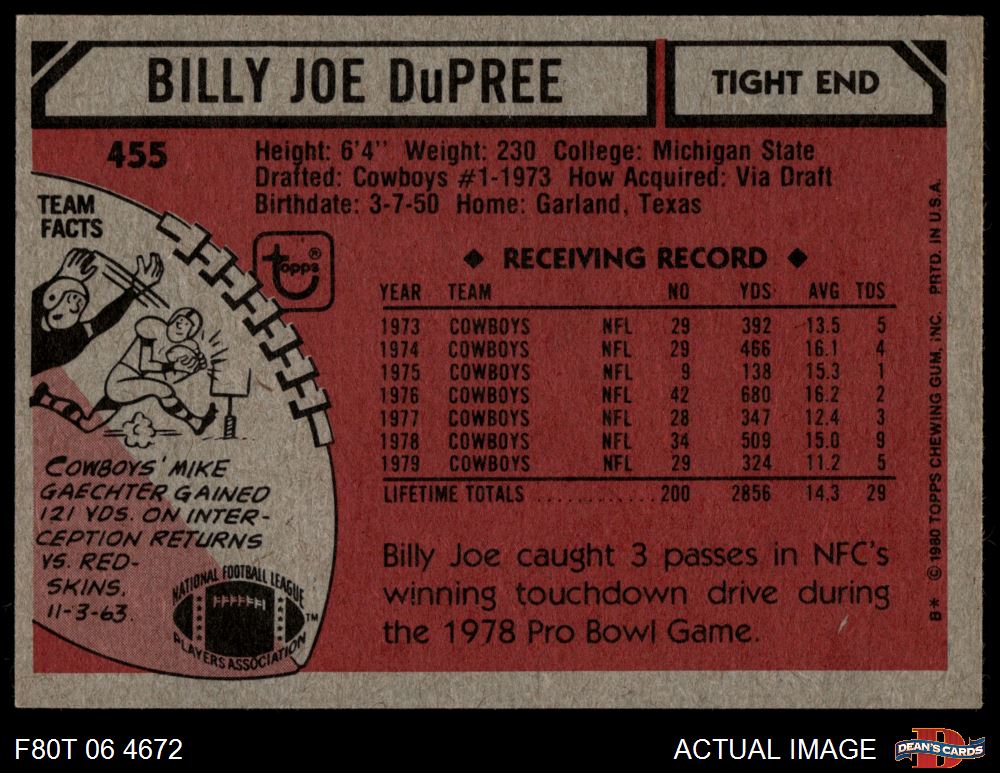 BILLY JOE DuPREE
TIGHT END
455
Height: 6'4" Weight: 230 College: Michigan State
Drafted: Cowboys #1-1973 How Acquired: Via Draft
Birthdate: 3-7-50 Home: Garland, Texas
TEAM
FACTS
topps®
◆ RECEIVING RECORD ◆
YEAR TEAM NO YDS AVG TDS
1973 COWBOYS NFL 29 392 13.5 5
1974 COWBOYS NFL 29 466 16.1 4
1975 COWBOYS NFL 9 138 15.3 1
1976 COWBOYS NFL 42 680 16.2 2
1977 COWBOYS NFL 28 347 12.4 3
1978 COWBOYS NFL 34 509 15.0 9
1979 COWBOYS NFL 29 324 11.2 5
LIFETIME TOTALS .............. 200 2856 14.3 29
COWBOYS' MIKE
GAECHTER GAINED
121 YDS. ON INTER-
CEPTION RETURNS
VS. RED-
SKINS,
11-3-63.
NATIONAL FOOTBALL LEAGUE
PLAYERS ASSOCIATION
TM
Billy Joe caught 3 passes in NFC's
winning touchdown drive during
the 1978 Pro Bowl Game.
B* © 1980 TOPPS CHEWING GUM, INC. PRTD. IN U.S.A.
F80T 06 4672
ACTUAL IMAGE
D
DEAN'S CARDS